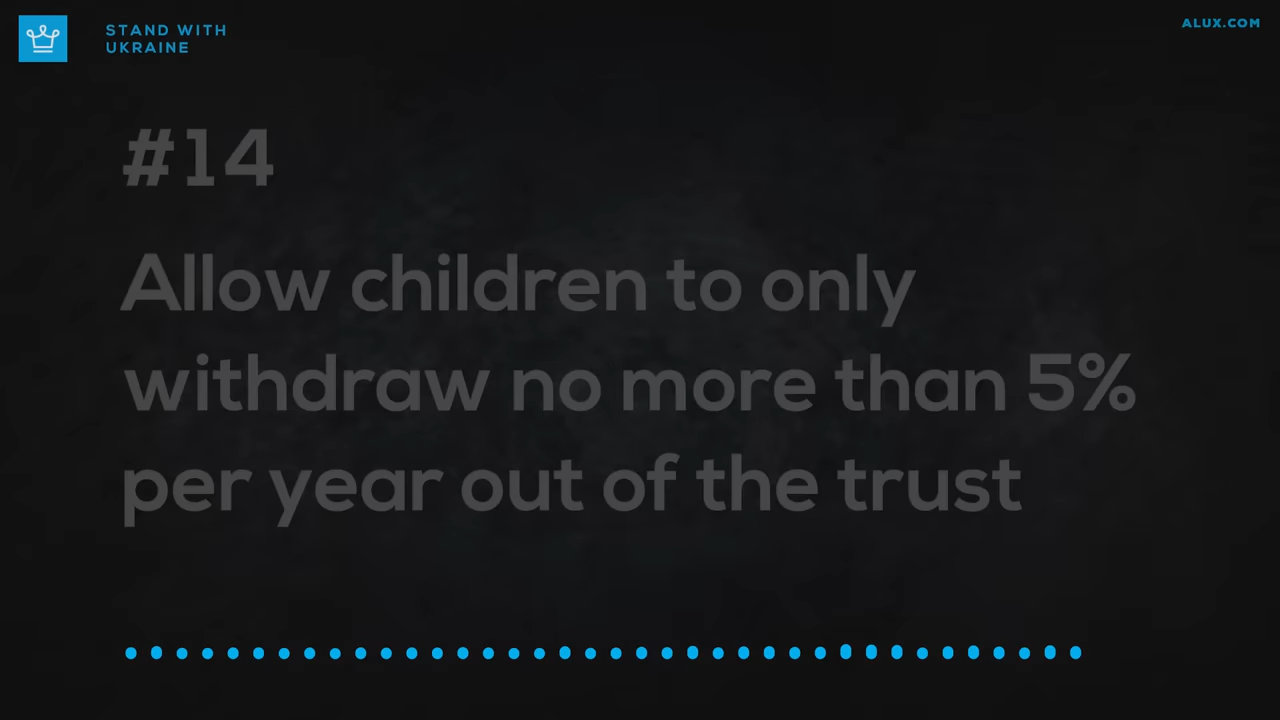 STAND WITH
UKRAINE
ALUX.COM
#14
Allow children to only
withdraw no more than 5%
per year out of the trust